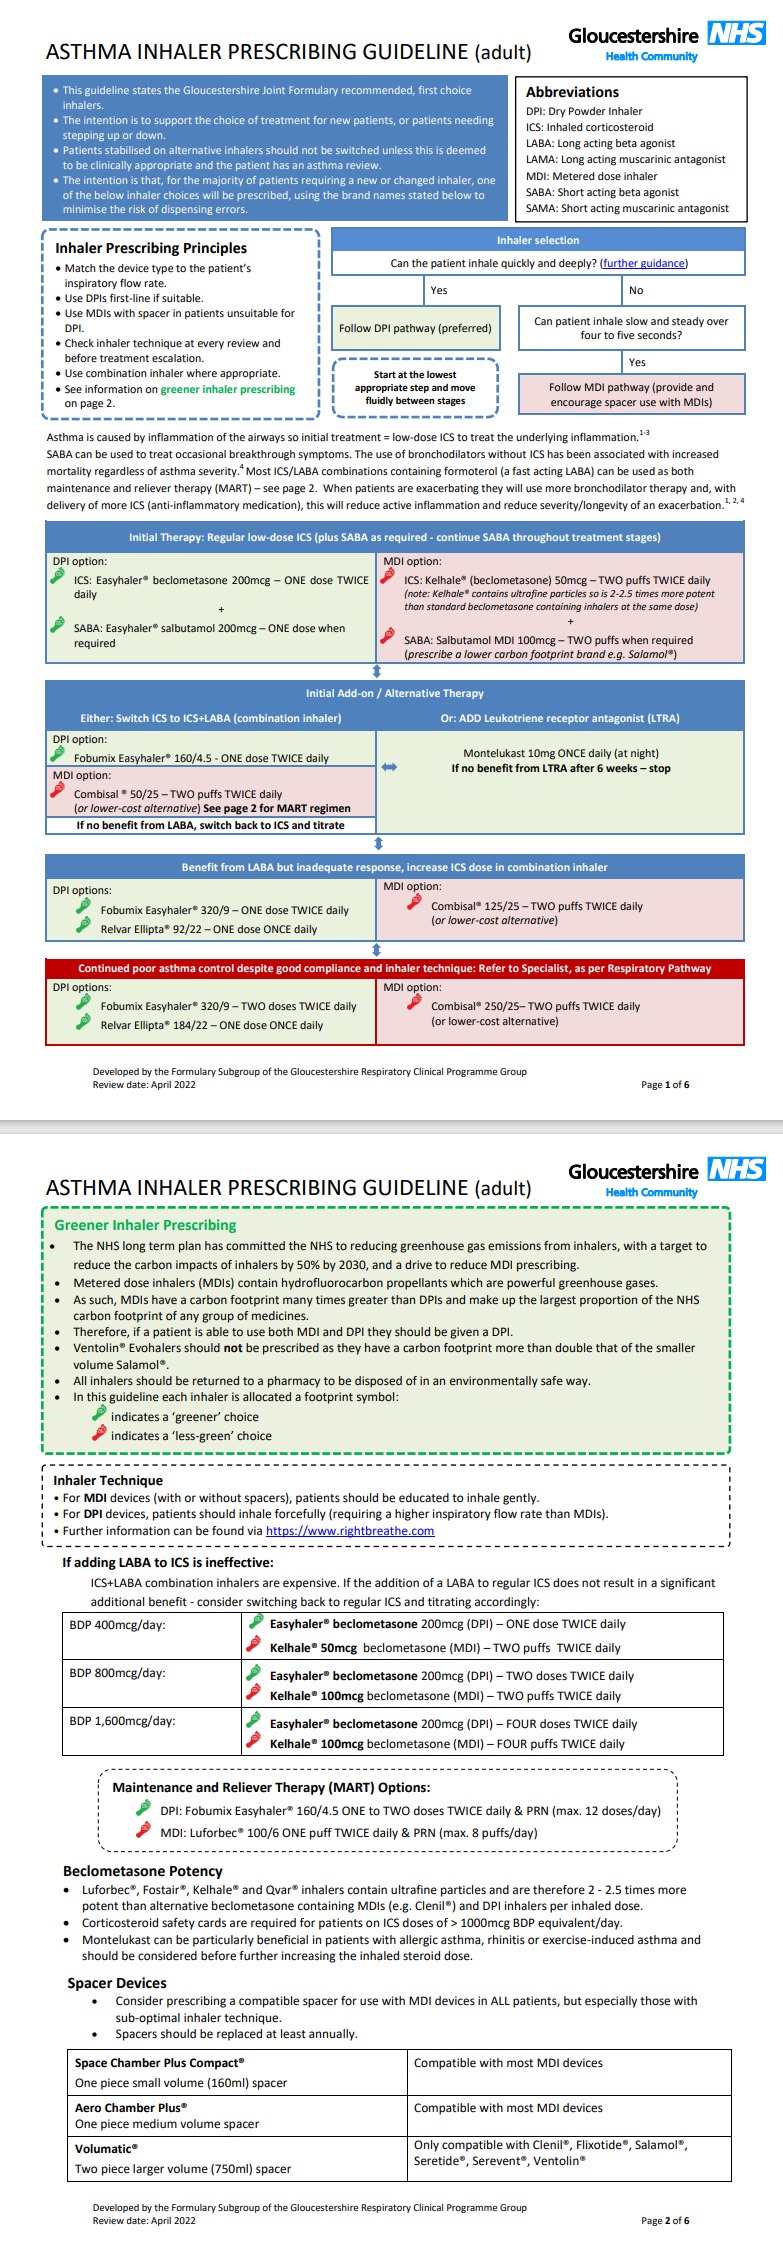 Gloucestershire NHS
Health Community
ASTHMA INHALER PRESCRIBING GUIDELINE (adult)
• This guideline states the Gloucestershire Joint Formulary recommended, first choice
inhalers.
• The intention is to support the choice of treatment for new patients, or patients needing
stepping up or down.
• Patients stabilised on alternative inhalers should not be switched unless this is deemed
to be clinically appropriate and the patient has an asthma review.
• The intention is that, for the majority of patients requiring a new or changed inhaler, one
of the below inhaler choices will be prescribed, using the brand names stated below to
minimise the risk of dispensing errors.
Abbreviations
DPI: Dry Powder Inhaler
ICS: Inhaled corticosteroid
LABA: Long acting beta agonist
LAMA: Long acting muscarinic antagonist
MDI: Metered dose inhaler
SABA: Short acting beta agonist
SAMA: Short acting muscarinic antagonist
Inhaler Prescribing Principles
• Match the device type to the patient's
inspiratory flow rate.
• Use DPIs first-line if suitable.
• Use MDIs with spacer in patients unsuitable for
DPI.
• Check inhaler technique at every review and
before treatment escalation.
• Use combination inhaler where appropriate.
• See information on greener inhaler prescribing
on page 2.
Inhaler selection
Can the patient inhale quickly and deeply? (further guidance)
Yes
No
Follow DPI pathway (preferred)
Can patient inhale slow and steady over
four to five seconds?
Yes
Start at the lowest
appropriate step and move
fluidly between stages
Follow MDI pathway (provide and
encourage spacer use with MDIs)
Asthma is caused by inflammation of the airways so initial treatment = low-dose ICS to treat the underlying inflammation.1-3
SABA can be used to treat occasional breakthrough symptoms. The use of bronchodilators without ICS has been associated with increased
mortality regardless of asthma severity.4 Most ICS/LABA combinations containing formoterol (a fast acting LABA) can be used as both
maintenance and reliever therapy (MART) – see page 2. When patients are exacerbating they will use more bronchodilator therapy and, with
delivery of more ICS (anti-inflammatory medication), this will reduce active inflammation and reduce severity/longevity of an exacerbation.1, 2, 4
Initial Therapy: Regular low-dose ICS (plus SABA as required - continue SABA throughout treatment stages)
DPI option:
ICS: Easyhaler® beclometasone 200mcg – ONE dose TWICE
daily
+
SABA: Easyhaler® salbutamol 200mcg – ONE dose when
required
MDI option:
ICS: Kelhale® (beclometasone) 50mcg – TWO puffs TWICE daily
(note: Kelhale® contains ultrafine particles so is 2-2.5 times more potent
than standard beclometasone containing inhalers at the same dose)
+
SABA: Salbutamol MDI 100mcg – TWO puffs when required
(prescribe a lower carbon footprint brand e.g. Salamol®)
Initial Add-on / Alternative Therapy
Either: Switch ICS to ICS+LABA (combination inhaler)
Or: ADD Leukotriene receptor antagonist (LTRA)
DPI option:
Fobumix Easyhaler® 160/4.5 - ONE dose TWICE daily
MDI option:
Combisal ® 50/25 – TWO puffs TWICE daily
(or lower-cost alternative) See page 2 for MART regimen
If no benefit from LABA, switch back to ICS and titrate
Montelukast 10mg ONCE daily (at night)
If no benefit from LTRA after 6 weeks – stop
Benefit from LABA but inadequate response, increase ICS dose in combination inhaler
DPI options:
Fobumix Easyhaler® 320/9 – ONE dose TWICE daily
Relvar Ellipta® 92/22 – ONE dose ONCE daily
MDI option:
Combisal® 125/25 – TWO puffs TWICE daily
(or lower-cost alternative)
Continued poor asthma control despite good compliance and inhaler technique: Refer to Specialist, as per Respiratory Pathway
DPI options:
Fobumix Easyhaler® 320/9 – TWO doses TWICE daily
Relvar Ellipta® 184/22 – ONE dose ONCE daily
MDI option:
Combisal® 250/25– TWO puffs TWICE daily
(or lower-cost alternative)
Developed by the Formulary Subgroup of the Gloucestershire Respiratory Clinical Programme Group
Review date: April 2022
Page 1 of 6
Gloucestershire NHS
Health Community
ASTHMA INHALER PRESCRIBING GUIDELINE (adult)
Greener Inhaler Prescribing
• The NHS long term plan has committed the NHS to reducing greenhouse gas emissions from inhalers, with a target to
reduce the carbon impacts of inhalers by 50% by 2030, and a drive to reduce MDI prescribing.
• Metered dose inhalers (MDIs) contain hydrofluorocarbon propellants which are powerful greenhouse gases.
• As such, MDIs have a carbon footprint many times greater than DPIs and make up the largest proportion of the NHS
carbon footprint of any group of medicines.
• Therefore, if a patient is able to use both MDI and DPI they should be given a DPI.
• Ventolin® Evohalers should not be prescribed as they have a carbon footprint more than double that of the smaller
volume Salamol®.
• All inhalers should be returned to a pharmacy to be disposed of in an environmentally safe way.
• In this guideline each inhaler is allocated a footprint symbol:
indicates a 'greener' choice
indicates a 'less-green' choice
Inhaler Technique
• For MDI devices (with or without spacers), patients should be educated to inhale gently.
• For DPI devices, patients should inhale forcefully (requiring a higher inspiratory flow rate than MDIs).
• Further information can be found via https://www.rightbreathe.com
If adding LABA to ICS is ineffective:
ICS+LABA combination inhalers are expensive. If the addition of a LABA to regular ICS does not result in a significant
additional benefit - consider switching back to regular ICS and titrating accordingly:
BDP 400mcg/day:
Easyhaler® beclometasone 200mcg (DPI) – ONE dose TWICE daily
Kelhale® 50mcg beclometasone (MDI) – TWO puffs TWICE daily
BDP 800mcg/day:
Easyhaler® beclometasone 200mcg (DPI) – TWO doses TWICE daily
Kelhale® 100mcg beclometasone (MDI) – TWO puffs TWICE daily
BDP 1,600mcg/day:
Easyhaler® beclometasone 200mcg (DPI) – FOUR doses TWICE daily
Kelhale® 100mcg beclometasone (MDI) – FOUR puffs TWICE daily
Maintenance and Reliever Therapy (MART) Options:
DPI: Fobumix Easyhaler® 160/4.5 ONE to TWO doses TWICE daily & PRN (max. 12 doses/day)
MDI: Luforbec® 100/6 ONE puff TWICE daily & PRN (max. 8 puffs/day)
Beclometasone Potency
• Luforbec®, Fostair®, Kelhale® and Qvar® inhalers contain ultrafine particles and are therefore 2 - 2.5 times more
potent than alternative beclometasone containing MDIs (e.g. Clenil®) and DPI inhalers per inhaled dose.
• Corticosteroid safety cards are required for patients on ICS doses of > 1000mcg BDP equivalent/day.
• Montelukast can be particularly beneficial in patients with allergic asthma, rhinitis or exercise-induced asthma and
should be considered before further increasing the inhaled steroid dose.
Spacer Devices
• Consider prescribing a compatible spacer for use with MDI devices in ALL patients, but especially those with
sub-optimal inhaler technique.
• Spacers should be replaced at least annually.
Space Chamber Plus Compact®
One piece small volume (160ml) spacer
Compatible with most MDI devices
Aero Chamber Plus®
One piece medium volume spacer
Compatible with most MDI devices
Volumatic®
Two piece larger volume (750ml) spacer
Only compatible with Clenil®, Flixotide®, Salamol®,
Seretide®, Serevent®, Ventolin®
Developed by the Formulary Subgroup of the Gloucestershire Respiratory Clinical Programme Group
Review date: April 2022
Page 2 of 6